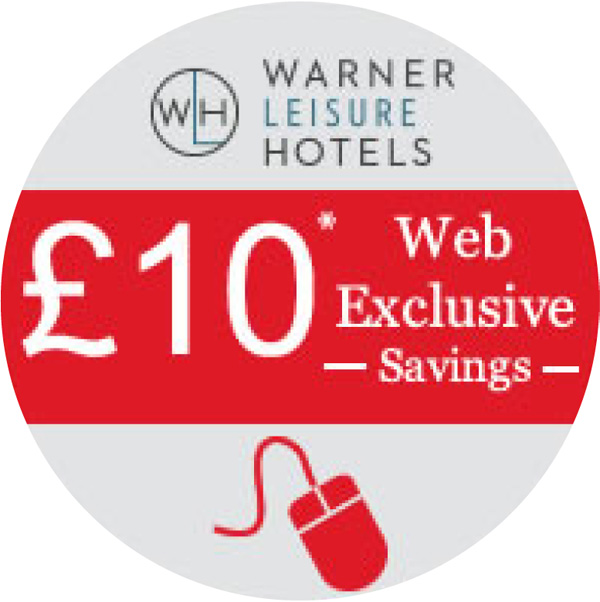 WLH
WARNER
LEISURE
HOTELS
£10*
Web
Exclusive
— Savings —